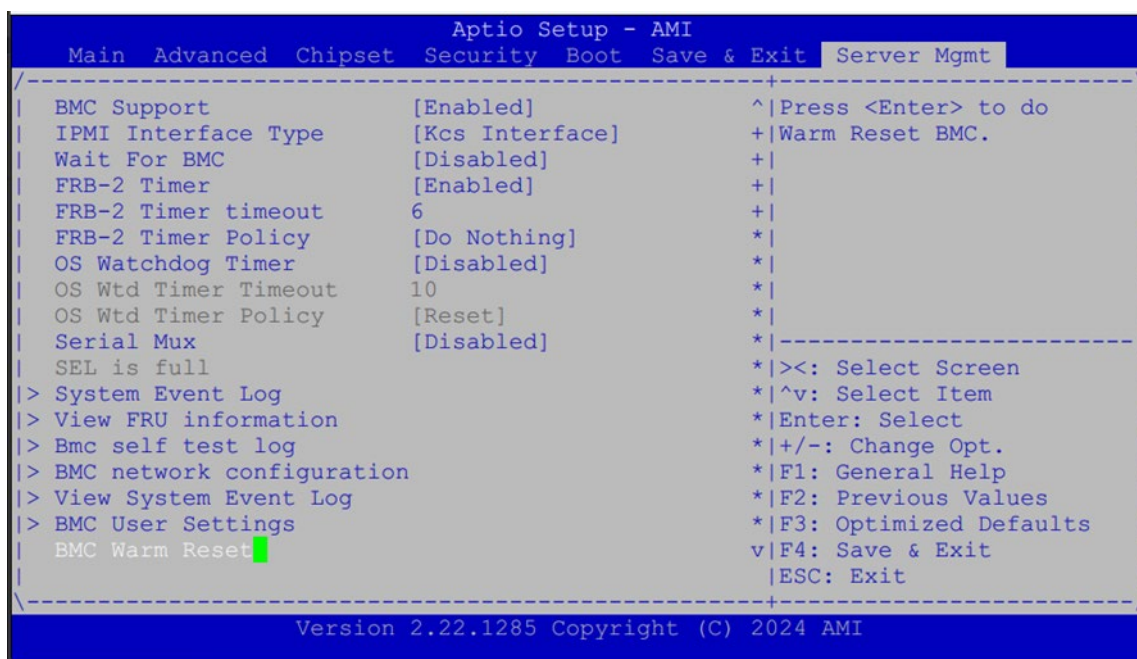 Aptio Setup - AMI
Main Advanced Chipset Security Boot Save & Exit Server Mgmt
/---------------------------------------------------+------------------------\
| BMC Support [Enabled] ^|Press <Enter> to do
| IPMI Interface Type [Kcs Interface] +|Warm Reset BMC.
| Wait For BMC [Disabled] +|
| FRB-2 Timer [Enabled] +|
| FRB-2 Timer timeout 6 +|
| FRB-2 Timer Policy [Do Nothing] *|
| OS Watchdog Timer [Disabled] *|
| OS Wtd Timer Timeout 10 *|
| OS Wtd Timer Policy [Reset] *|
| Serial Mux [Disabled] *|------------------------
| SEL is full *|><: Select Screen
|> System Event Log *|^v: Select Item
|> View FRU information *|Enter: Select
|> Bmc self test log *|+/-: Change Opt.
|> BMC network configuration *|F1: General Help
|> View System Event Log *|F2: Previous Values
|> BMC User Settings *|F3: Optimized Defaults
| BMC Warm Reset v|F4: Save & Exit
| |ESC: Exit
\---------------------------------------------------+------------------------/
Version 2.22.1285 Copyright (C) 2024 AMI